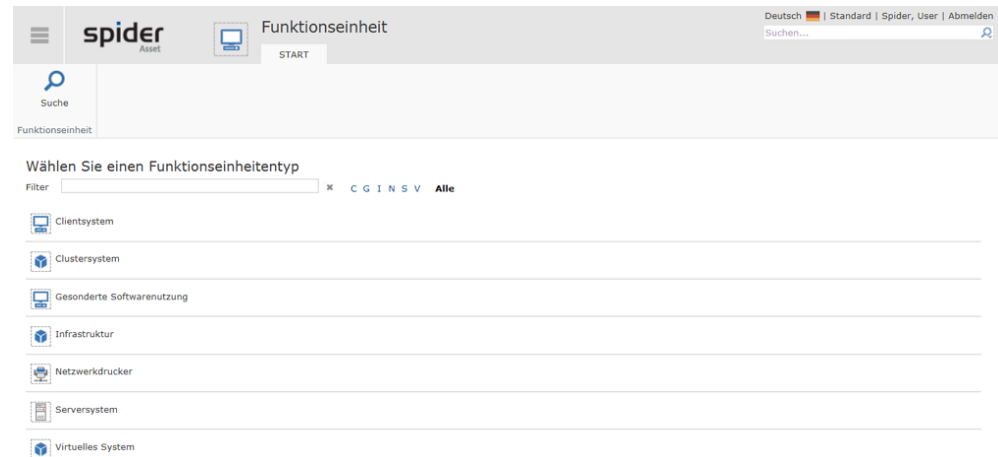 spider
Asset
Funktionseinheit
START
Deutsch | Standard | Spider, User | Abmelden
Suchen...
Suche
Funktionseinheit
Wählen Sie einen Funktionseinheitentyp
Filter C G I N S V Alle
Clientsystem
Clustersystem
Gesonderte Softwarenutzung
Infrastruktur
Netzwerkdrucker
Serversystem
Virtuelles System